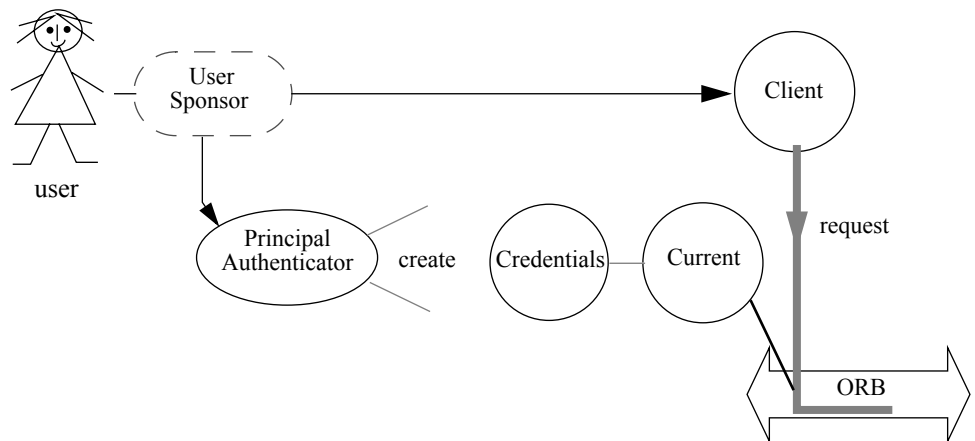 User
Sponsor
Client
user
Principal
Authenticator
create
Credentials
Current
request
ORB